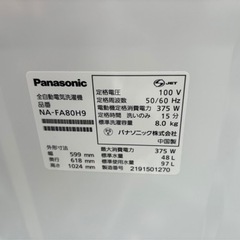 Panasonic
全自動電気洗濯機
品番
NA-FA80H9
JET
定格電圧 100 V
定格周波数 50/60 Hz
電動機定格消費電力 375 W
定格時間 洗いのみ 15 分
標準洗濯容量 8.0 kg
パナソニック株式会社
中国製
外形寸法
幅 599 mm
奥行 618 mm
高さ 1024 mm
最大消費電力 375 W
標準水量 48 L
標準使用水量 97 L
製造番号 2191501270